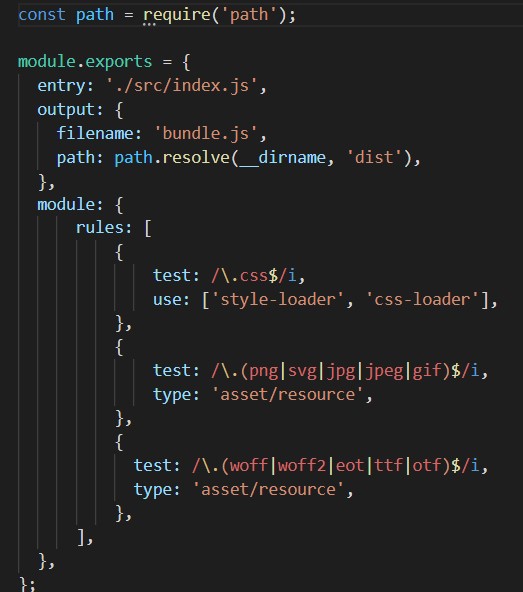 const path = require('path');

module.exports = {
  entry: './src/index.js',
  output: {
    filename: 'bundle.js',
    path: path.resolve(__dirname, 'dist'),
  },
  module: {
      rules: [
          {
              test: /\.css$/i,
              use: ['style-loader', 'css-loader'],
          },
          {
              test: /\.(png|svg|jpg|jpeg|gif)$/i,
              type: 'asset/resource',
          },
          {
            test: /\.(woff|woff2|eot|ttf|otf)$/i,
            type: 'asset/resource',
          },
      ],
  },
};